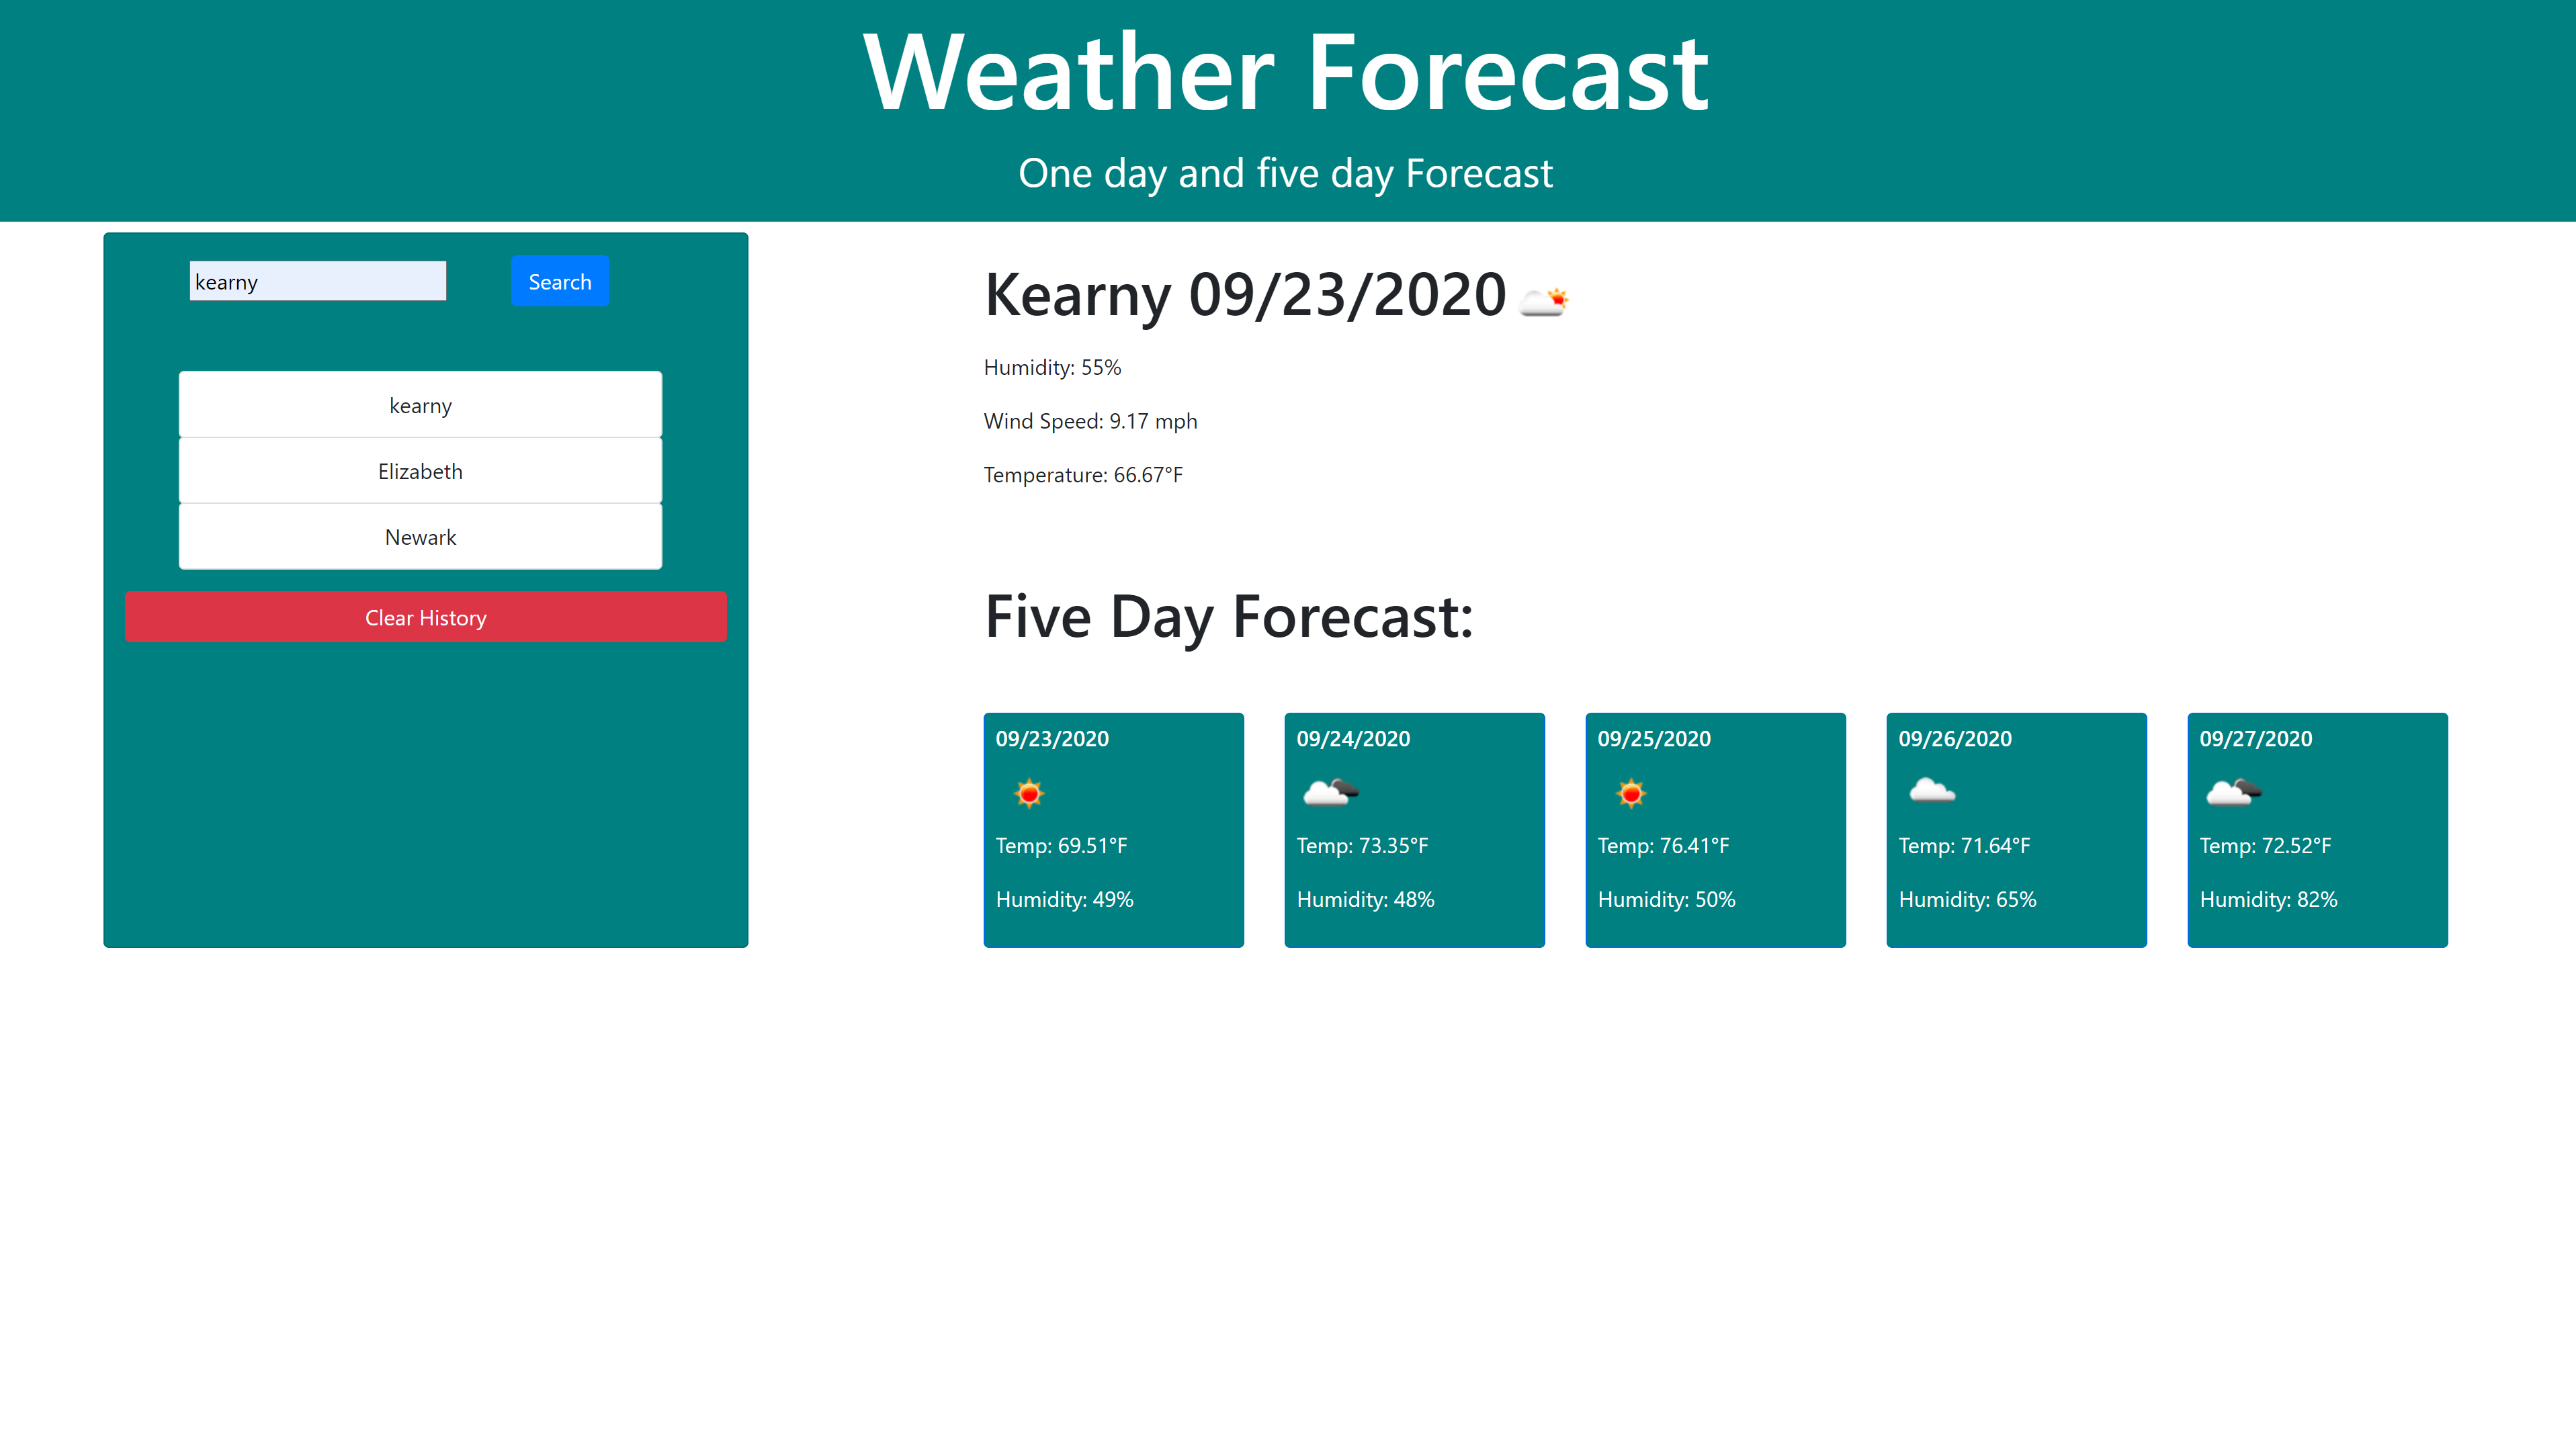 Weather Forecast
One day and five day Forecast
kearny
Search
kearny
Elizabeth
Newark
Clear History
Kearny 09/23/2020
Humidity: 55%
Wind Speed: 9.17 mph
Temperature: 66.67°F
Five Day Forecast:
09/23/2020
Temp: 69.51°F
Humidity: 49%
09/24/2020
Temp: 73.35°F
Humidity: 48%
09/25/2020
Temp: 76.41°F
Humidity: 50%
09/26/2020
Temp: 71.64°F
Humidity: 65%
09/27/2020
Temp: 72.52°F
Humidity: 82%